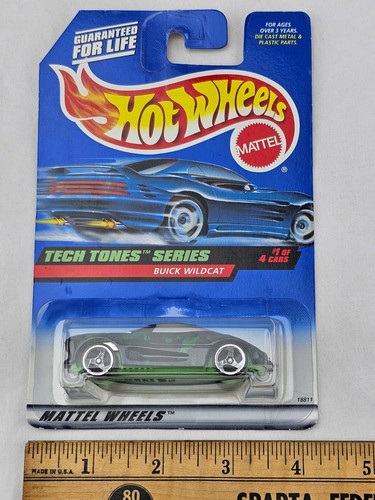 GUARANTEED
FOR LIFE
FOR AGES
OVER 3 YEARS.
DIE CAST METAL &
PLASTIC PARTS.
HOT WHEELS
MATTEL
®
TECH TONES™ SERIES
#1 OF
4 CARS
BUICK WILDCAT
18811
MATTEL WHEELS™
MADE IN U.S.A.
1 2 3 4 5
80
SPARTA FEDER